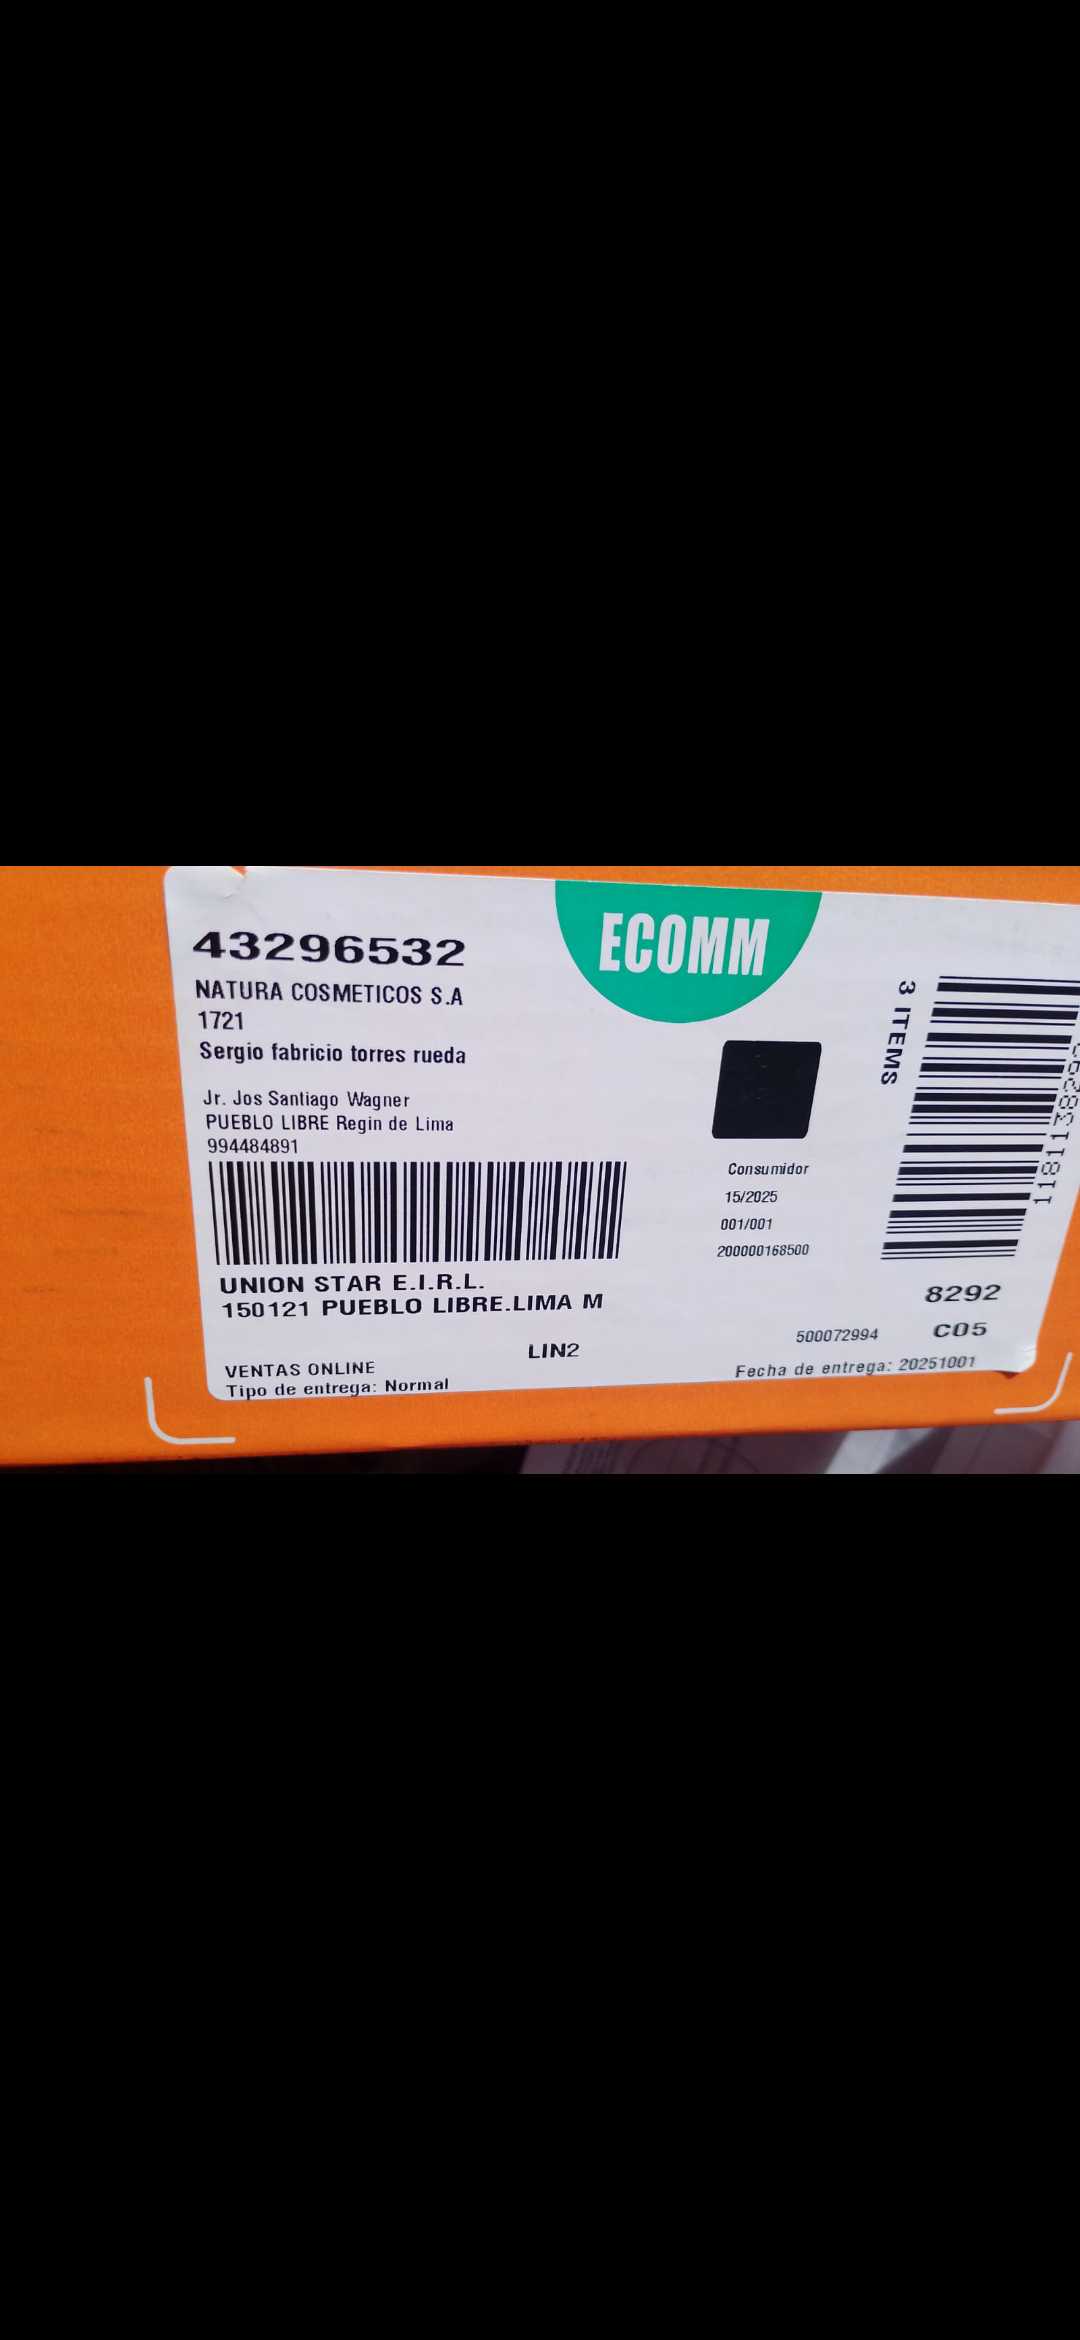 ECOMM
43296532
NATURA COSMETICOS S.A
1721
Sergio fabricio torres rueda
Jr. Jos Santiago Wagner
PUEBLO LIBRE Regin de Lima
994484891
UNION STAR E.I.R.L.
150121 PUEBLO LIBRE.LIMA M
LIN2
VENTAS ONLINE
Tipo de entrega: Normal
Consumidor
15/2025
001/001
200000168500
3 ITEMS
8292
500072994
C05
Fecha de entrega: 20251001